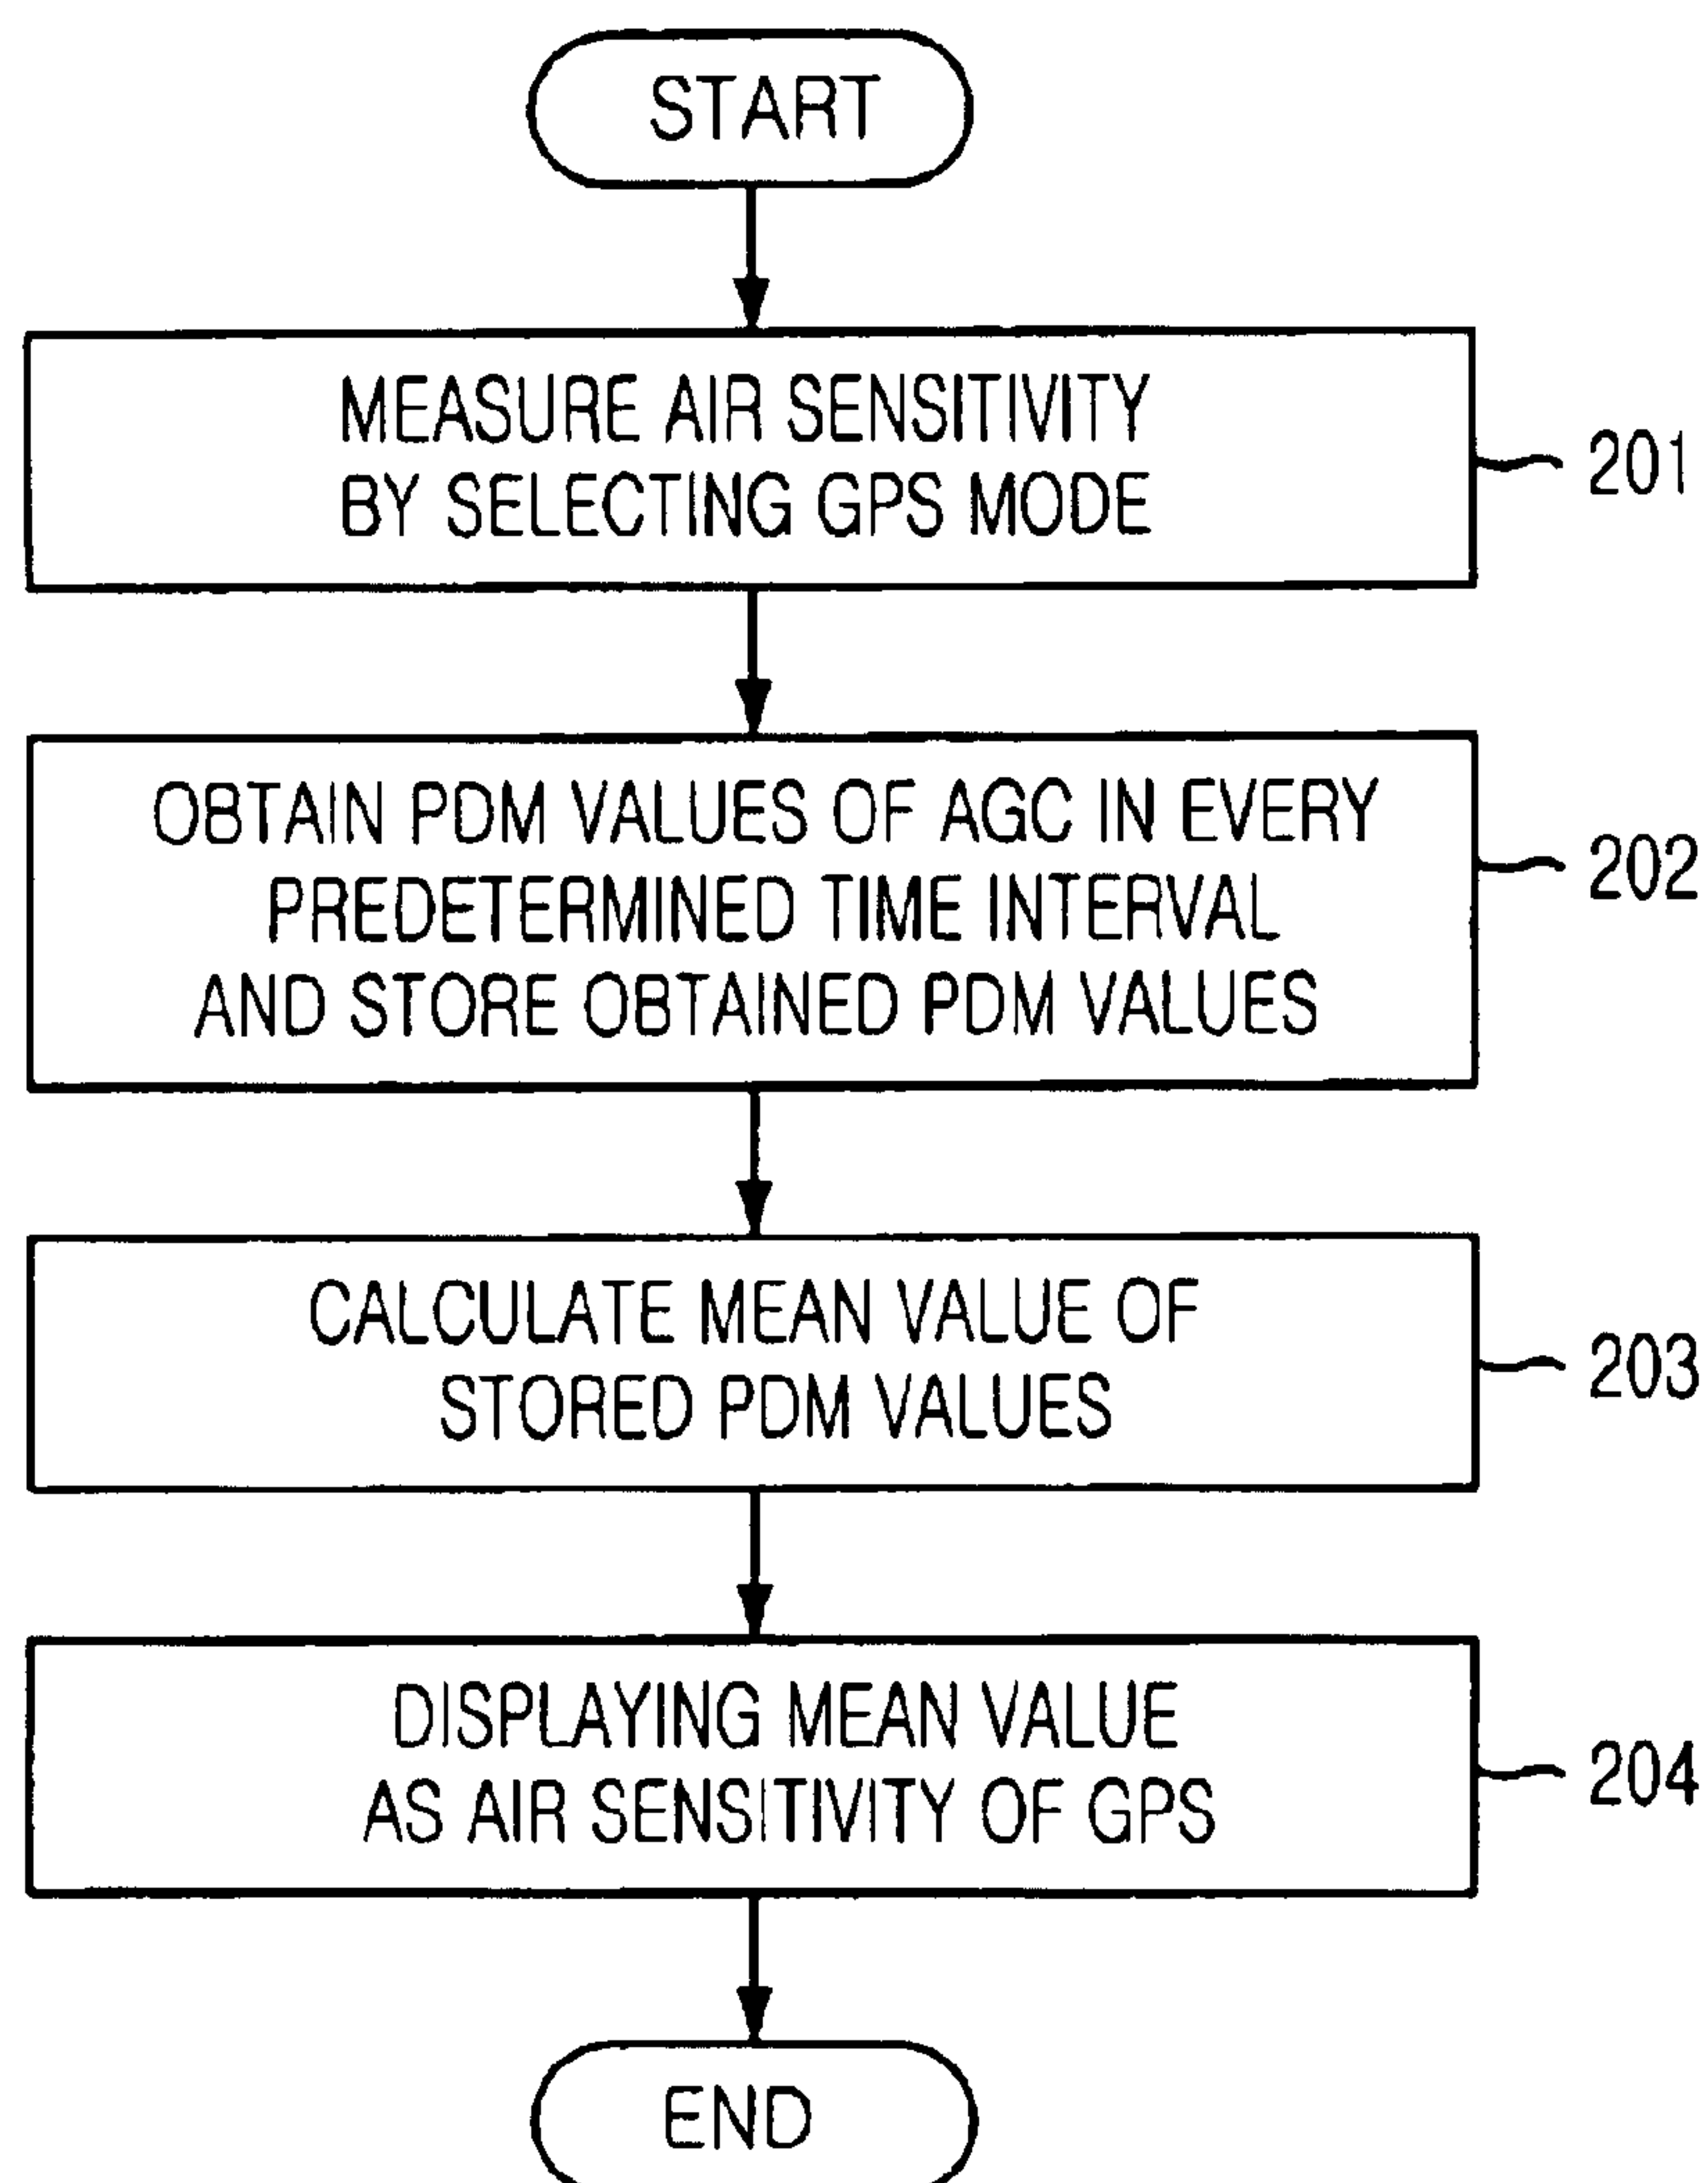 START
MEASURE AIR SENSITIVITY
BY SELECTING GPS MODE
201
OBTAIN PDM VALUES OF AGC IN EVERY
PREDETERMINED TIME INTERVAL
AND STORE OBTAINED PDM VALUES
202
CALCULATE MEAN VALUE OF
STORED PDM VALUES
203
DISPLAYING MEAN VALUE
AS AIR SENSITIVITY OF GPS
204
END